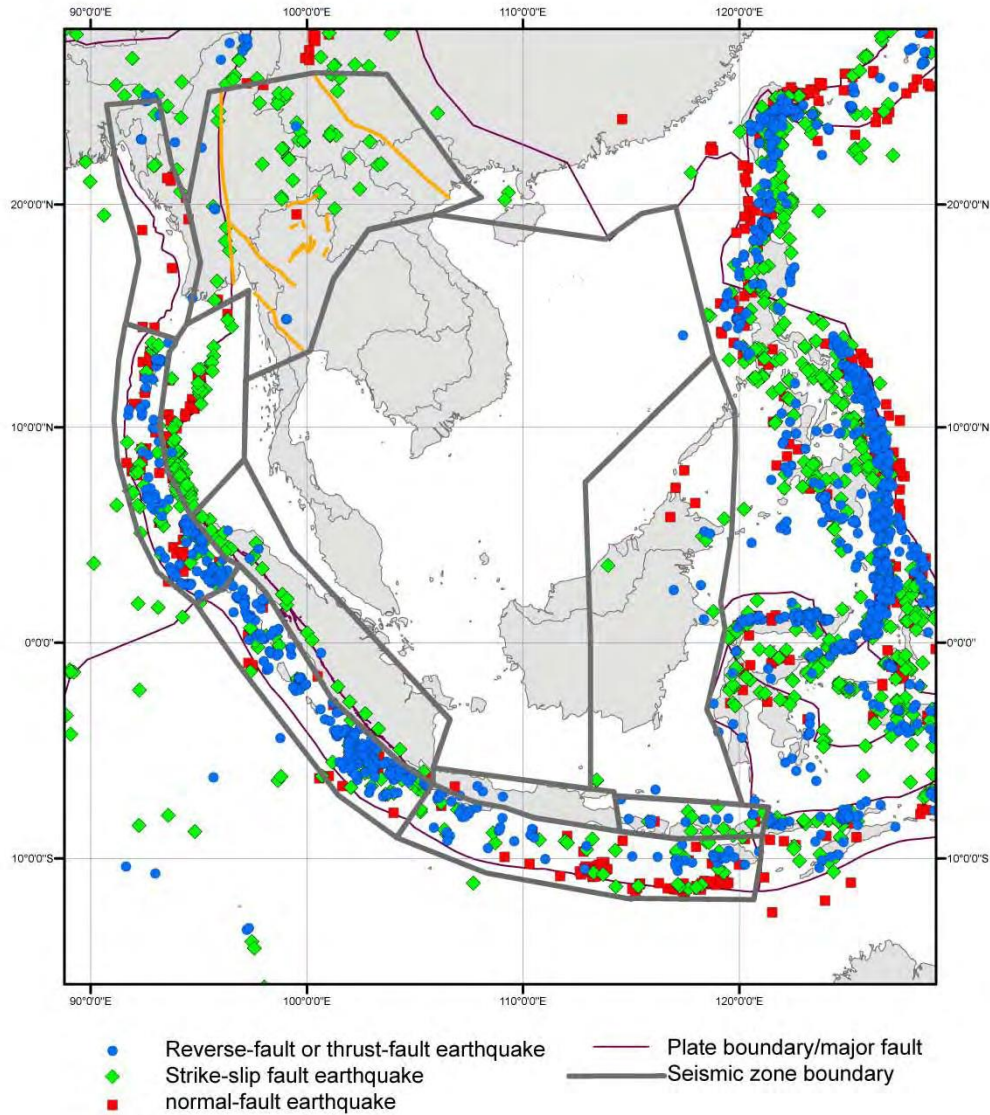 90°0'0"E 100°0'0"E 110°0'0"E 120°0'0"E
20°0'0"N 20°0'0"N
10°0'0"N 10°0'0"N
0°0'0" 0°0'0"
10°0'0"S 10°0'0"S
90°0'0"E 100°0'0"E 110°0'0"E 120°0'0"E
Reverse-fault or thrust-fault earthquake Plate boundary/major fault
Strike-slip fault earthquake Seismic zone boundary
normal-fault earthquake